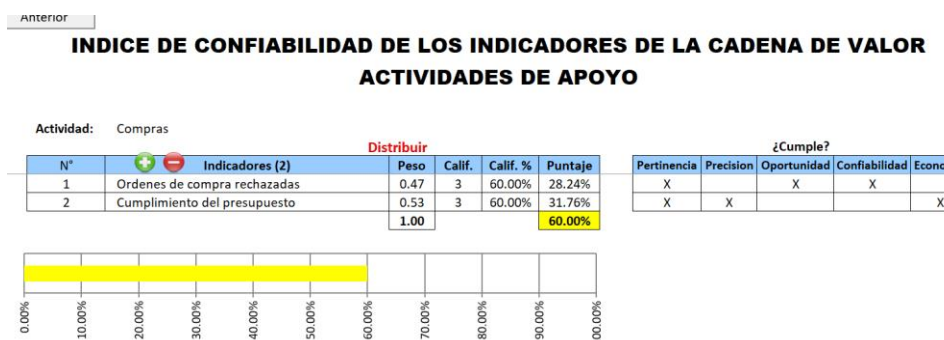 Anterior
INDICE DE CONFIABILIDAD DE LOS INDICADORES DE LA CADENA DE VALOR
ACTIVIDADES DE APOYO
Actividad: Compras
Distribuir ¿Cumple?
N° Indicadores (2) Peso Calif. Calif. % Puntaje Pertinencia Precision Oportunidad Confiabilidad Econo
1 Ordenes de compra rechazadas 0.47 3 60.00% 28.24% X X X
2 Cumplimiento del presupuesto 0.53 3 60.00% 31.76% X X X
1.00 60.00%
0.00% 10.00% 20.00% 30.00% 40.00% 50.00% 60.00% 70.00% 80.00% 90.00% 00.00%